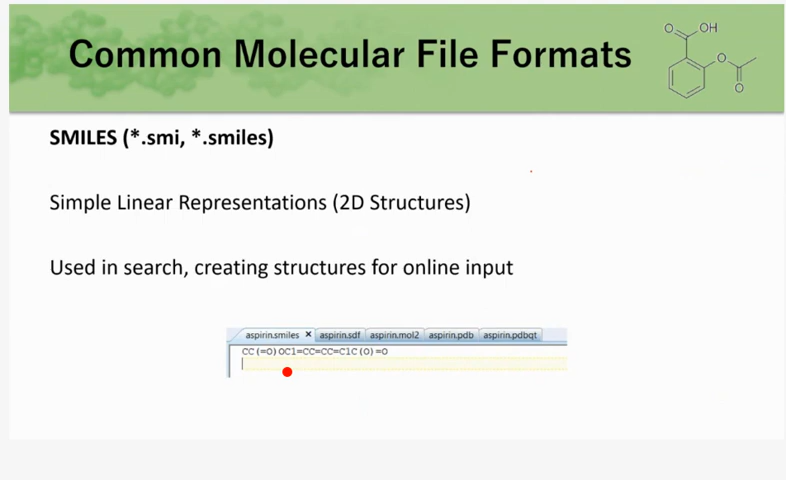 Common Molecular File Formats
O OH
O
O
SMILES (*.smi, *.smiles)
Simple Linear Representations (2D Structures)
Used in search, creating structures for online input
aspirin.smiles × aspirin.sdf aspirin.mol2 aspirin.pdb aspirin.pdbqt
CC(=O)OC1=CC=CC=C1C(O)=O